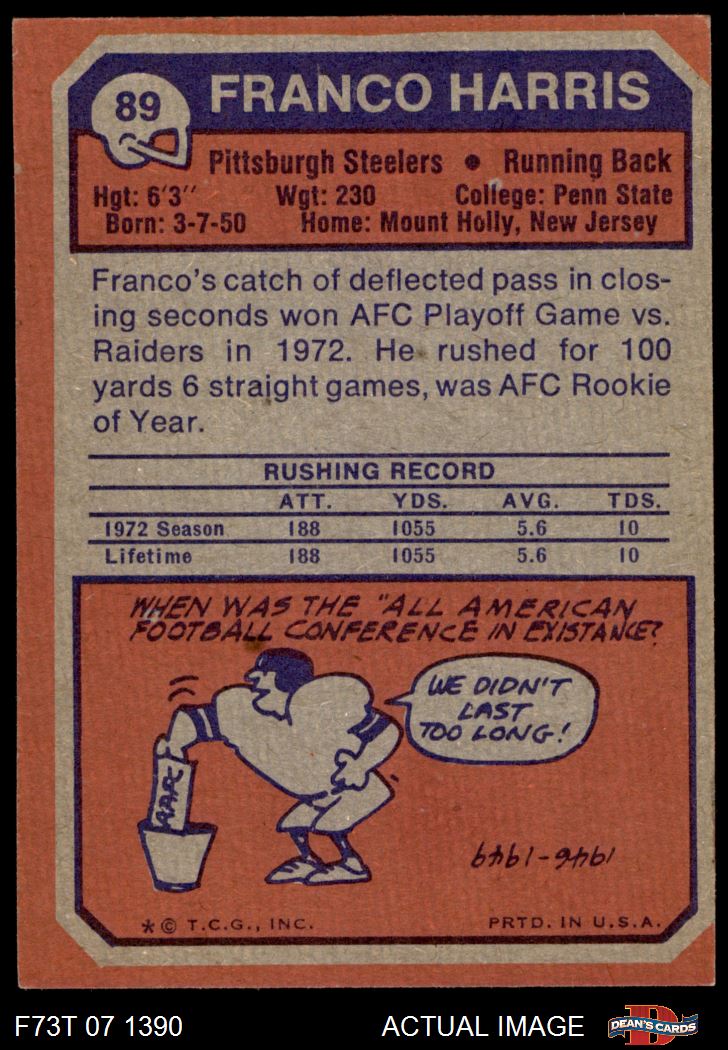 89
FRANCO HARRIS
Pittsburgh Steelers • Running Back
Hgt: 6'3" Wgt: 230 College: Penn State
Born: 3-7-50 Home: Mount Holly, New Jersey
Franco's catch of deflected pass in clos-
ing seconds won AFC Playoff Game vs.
Raiders in 1972. He rushed for 100
yards 6 straight games, was AFC Rookie
of Year.
RUSHING RECORD
ATT. YDS. AVG. TDS.
1972 Season 188 1055 5.6 10
Lifetime 188 1055 5.6 10
WHEN WAS THE "ALL AMERICAN
FOOTBALL CONFERENCE IN EXISTANCE?
WE DIDN'T
LAST
TOO LONG!
AAFC
1946-1949
* © T.C.G., INC. PRTD. IN U.S.A.
F73T 07 1390 ACTUAL IMAGE D DEAN'S CARDS